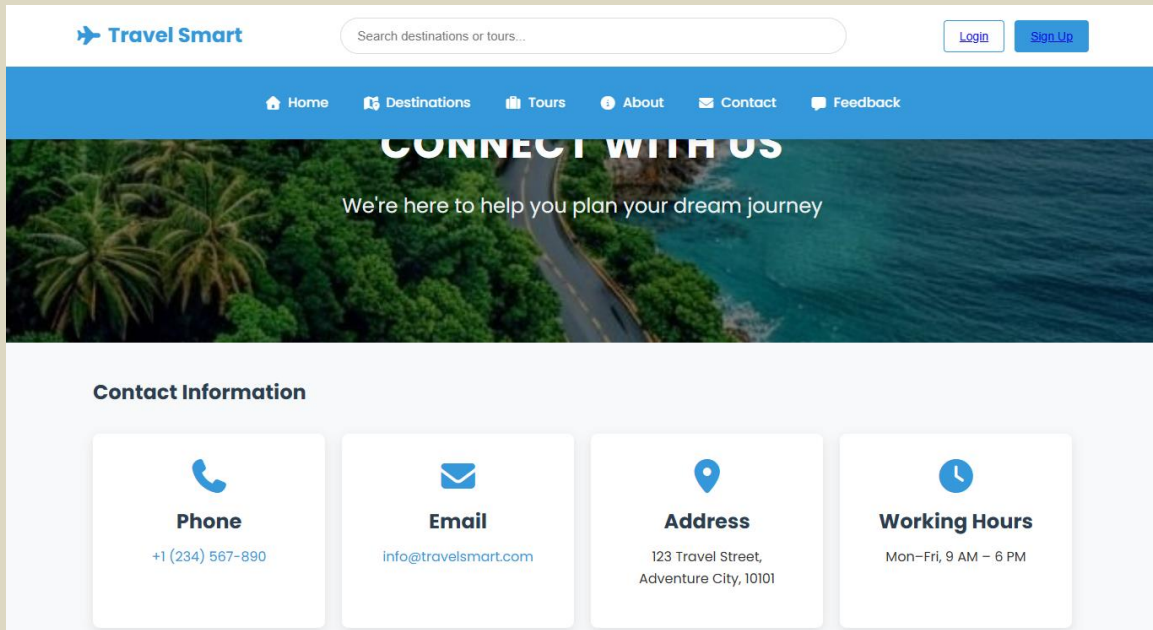 Travel Smart
Search destinations or tours...
Login
Sign Up
Home
Destinations
Tours
About
Contact
Feedback
CONNECT WITH US
We're here to help you plan your dream journey
Contact Information
Phone
+1 (234) 567-890
Email
info@travelsmart.com
Address
123 Travel Street,
Adventure City, 10101
Working Hours
Mon–Fri, 9 AM – 6 PM